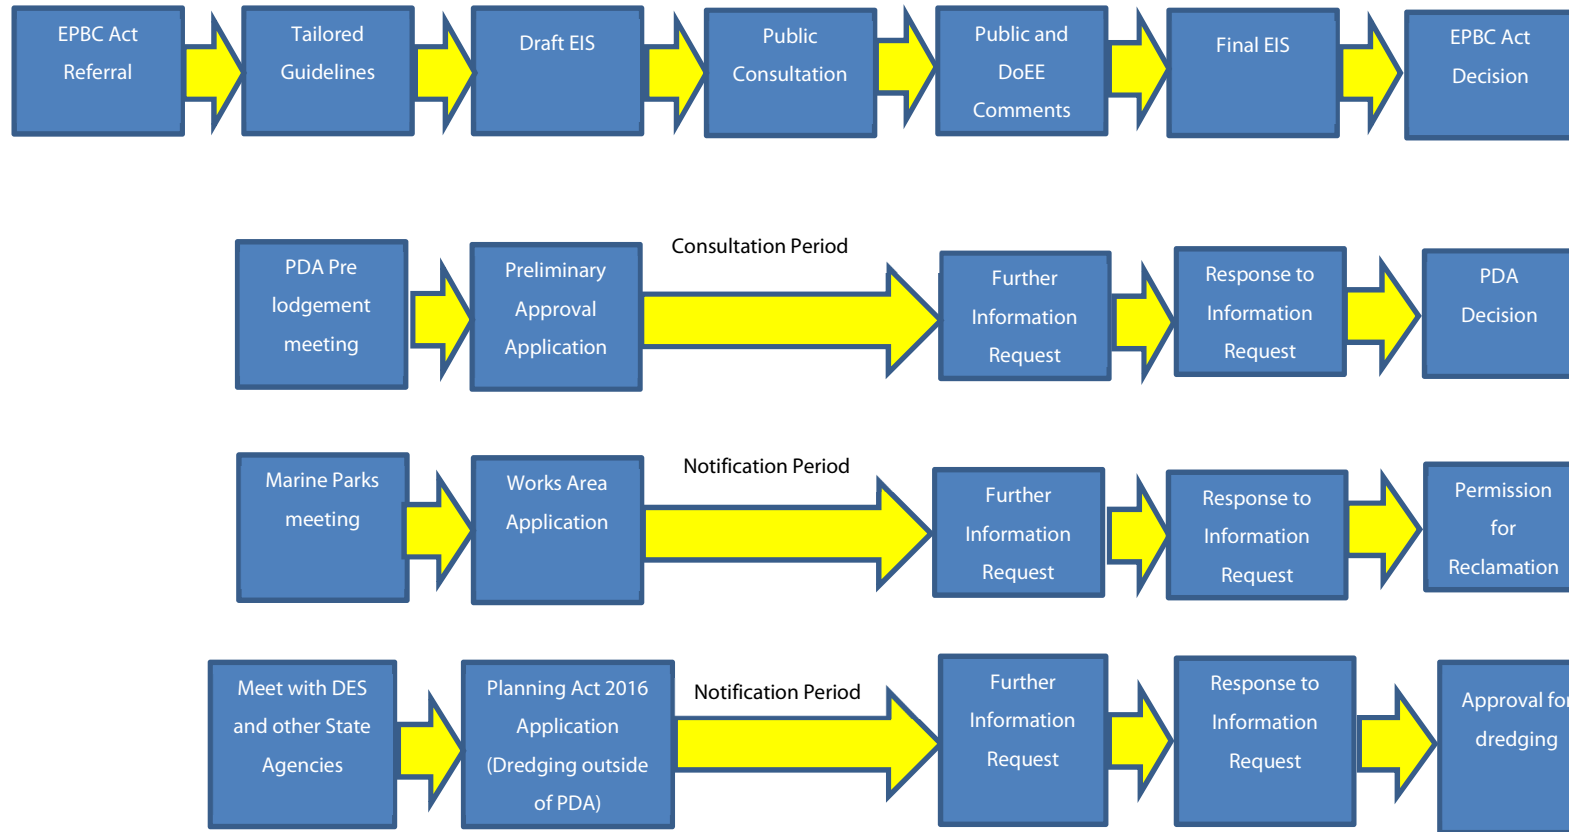 EPBC Act
Referral
Tailored
Guidelines
Draft EIS
Public
Consultation
Public and
DoEE
Comments
Final EIS
EPBC Act
Decision
PDA Pre
lodgement
meeting
Preliminary
Approval
Application
Consultation Period
Further
Information
Request
Response to
Information
Request
PDA
Decision
Marine Parks
meeting
Works Area
Application
Notification Period
Further
Information
Request
Response to
Information
Request
Permission
for
Reclamation
Meet with DES
and other State
Agencies
Planning Act 2016
Application
(Dredging outside
of PDA)
Notification Period
Further
Information
Request
Response to
Information
Request
Approval for
dredging